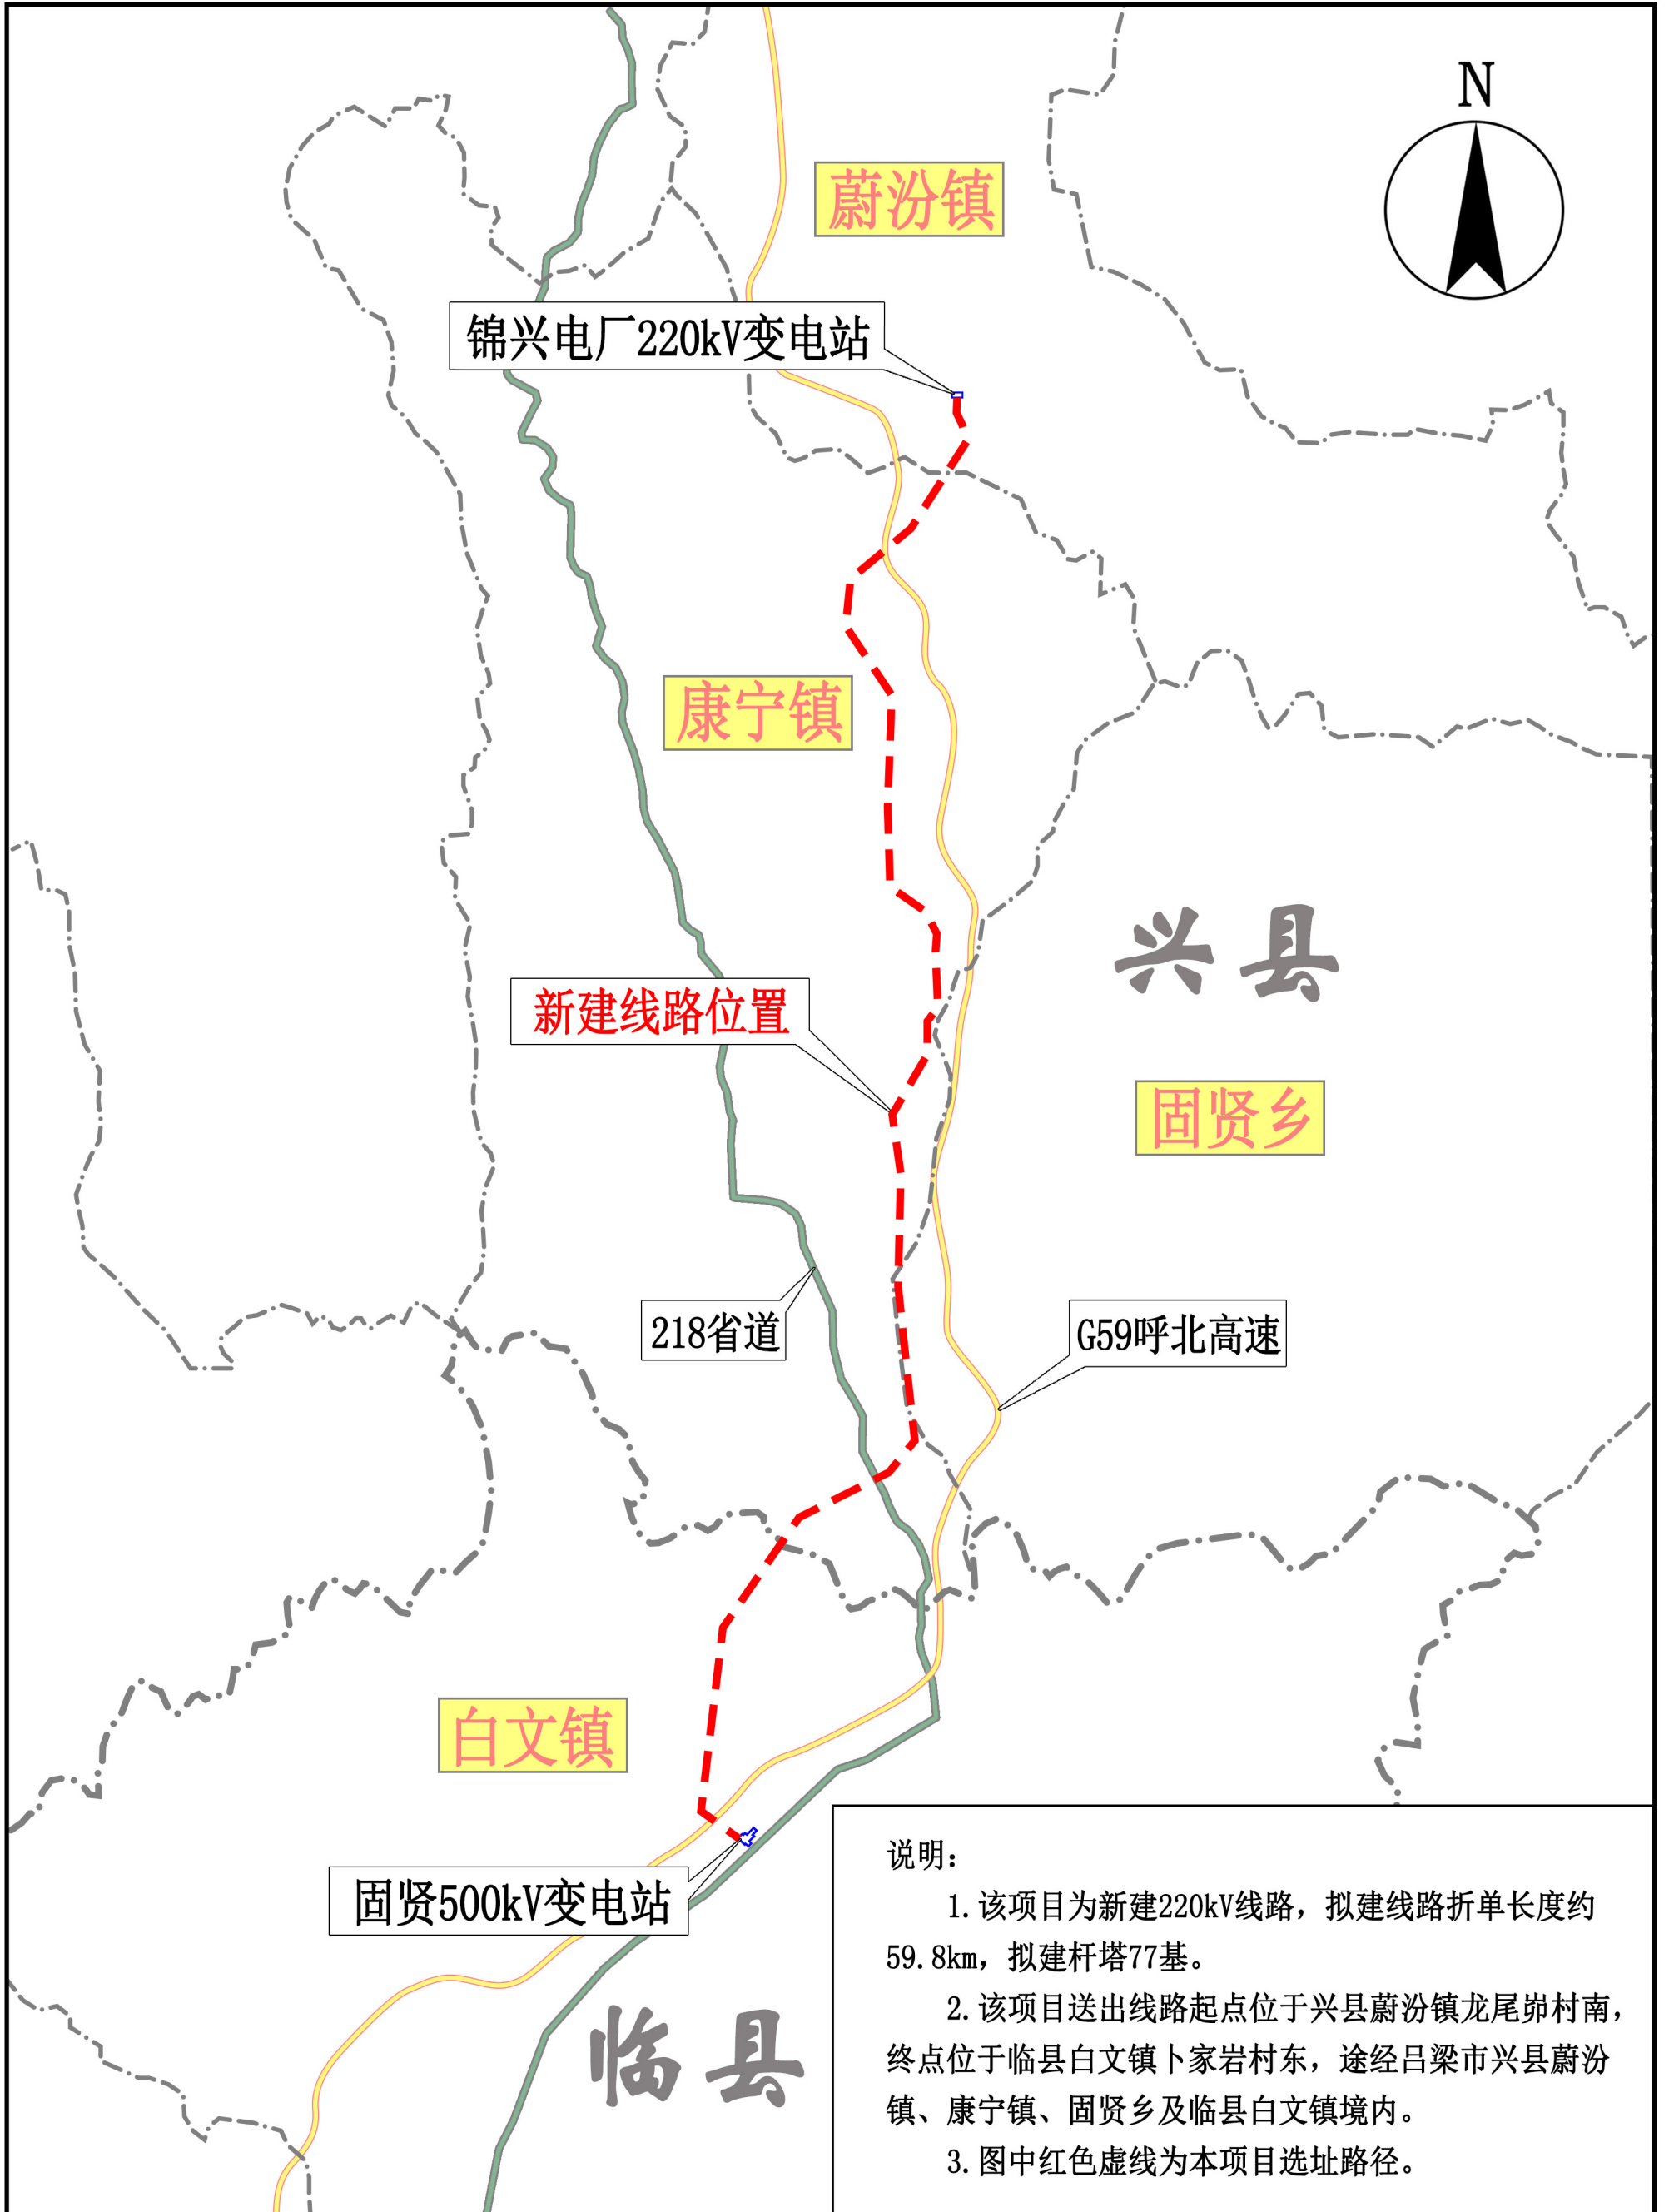 N
蔚汾镇
锦兴电厂220kV变电站
康宁镇
兴县
新建线路位置
固贤乡
218省道
G59呼北高速
白文镇
固贤500kV变电站
临县
说明：
1.该项目为新建220kV线路，拟建线路折单长度约
59.8km，拟建杆塔77基。
2.该项目送出线路起点位于兴县蔚汾镇龙尾峁村南，
终点位于临县白文镇卜家岩村东，途经吕梁市兴县蔚汾
镇、康宁镇、固贤乡及临县白文镇境内。
3.图中红色虚线为本项目选址路径。